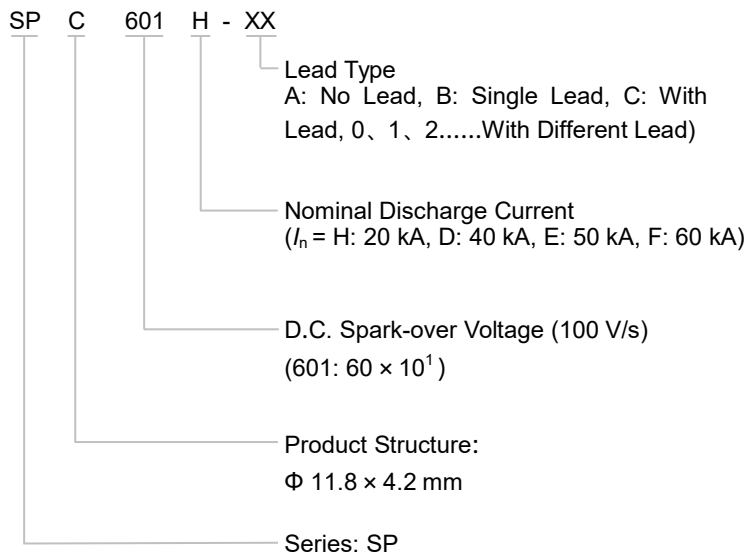 SP C 601 H - XX
Lead Type
A: No Lead, B: Single Lead, C: With
Lead, 0、1、2......With Different Lead)
Nominal Discharge Current
(Iₙ = H: 20 kA, D: 40 kA, E: 50 kA, F: 60 kA)
D.C. Spark-over Voltage (100 V/s)
(601: 60 × 10¹ )
Product Structure:
Φ 11.8 × 4.2 mm
Series: SP